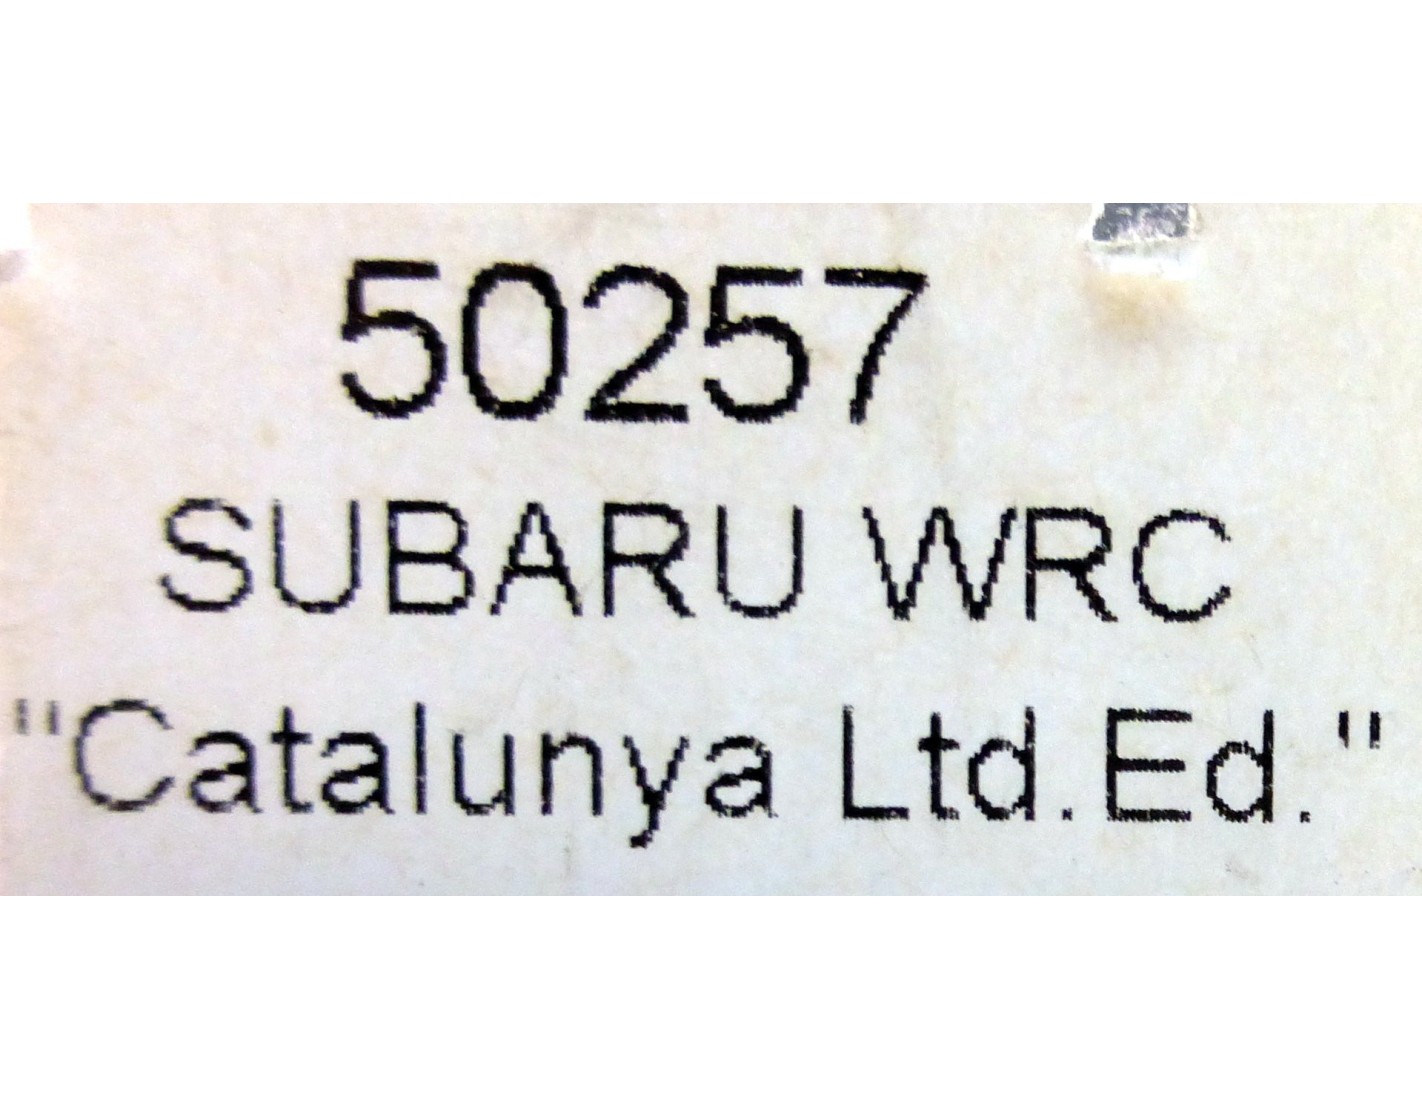 50257
SUBARU WRC
"Catalunya Ltd.Ed."